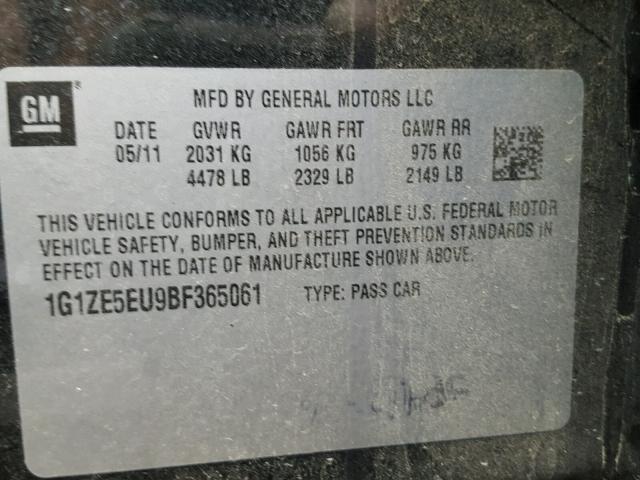 GM®
MFD BY GENERAL MOTORS LLC
DATE GVWR GAWR FRT GAWR RR
05/11 2031 KG 1056 KG 975 KG
4478 LB 2329 LB 2149 LB
THIS VEHICLE CONFORMS TO ALL APPLICABLE U.S. FEDERAL MOTOR
VEHICLE SAFETY, BUMPER, AND THEFT PREVENTION STANDARDS IN
EFFECT ON THE DATE OF MANUFACTURE SHOWN ABOVE.
1G1ZE5EU9BF365061 TYPE: PASS CAR